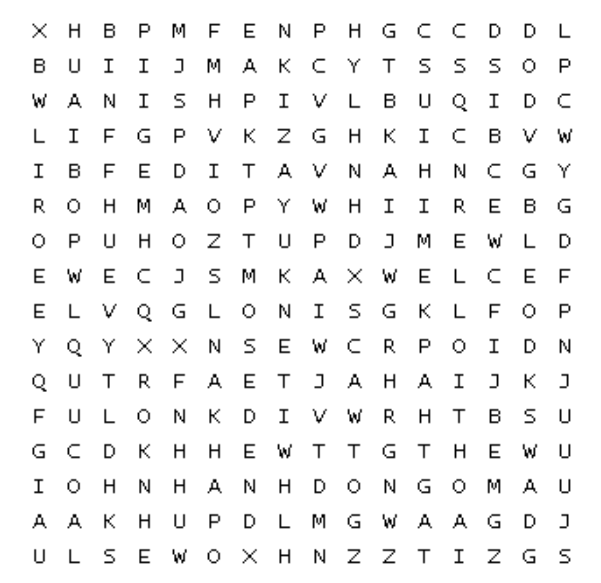 X H B P M F E N P H G C C D D L
B U I I J M A K C Y T S S S O P
W A N I S H P I V L B U Q I D C
L I F G P V K Z G H K I C B V W
I B F E D I T A V N A H N C G Y
R O H M A O P Y W H I I R E B G
O P U H O Z T U P D J M E W L D
E W E C J S M K A X W E L C E F
E L V Q G L O N I S G K L F O P
Y Q Y X X N S E W C R P O I D N
Q U T R F A E T J A H A I J K J
F U L O N K D I V W R H T B S U
G C D K H H E W T T G T H E W U
I O H N H A N H D O N G O M A U
A A K H U P D L M G W A A G D J
U L S E W O X H N Z Z T I Z G S